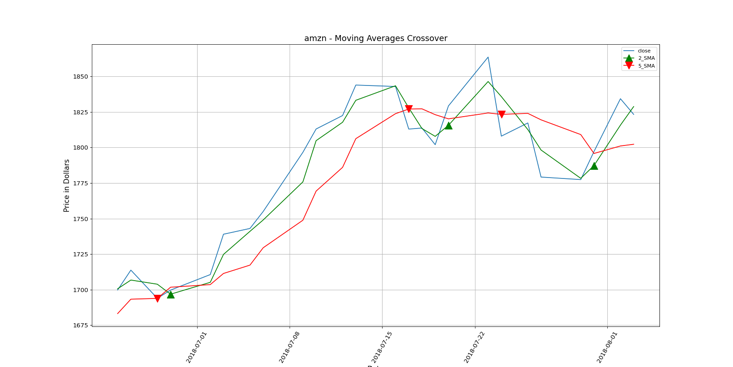 amzn - Moving Averages Crossover
close
2_SMA
5_SMA
Price in Dollars
1850
1825
1800
1775
1750
1725
1700
1675
2018-07-01
2018-07-08
2018-07-15
2018-07-22
2018-08-01